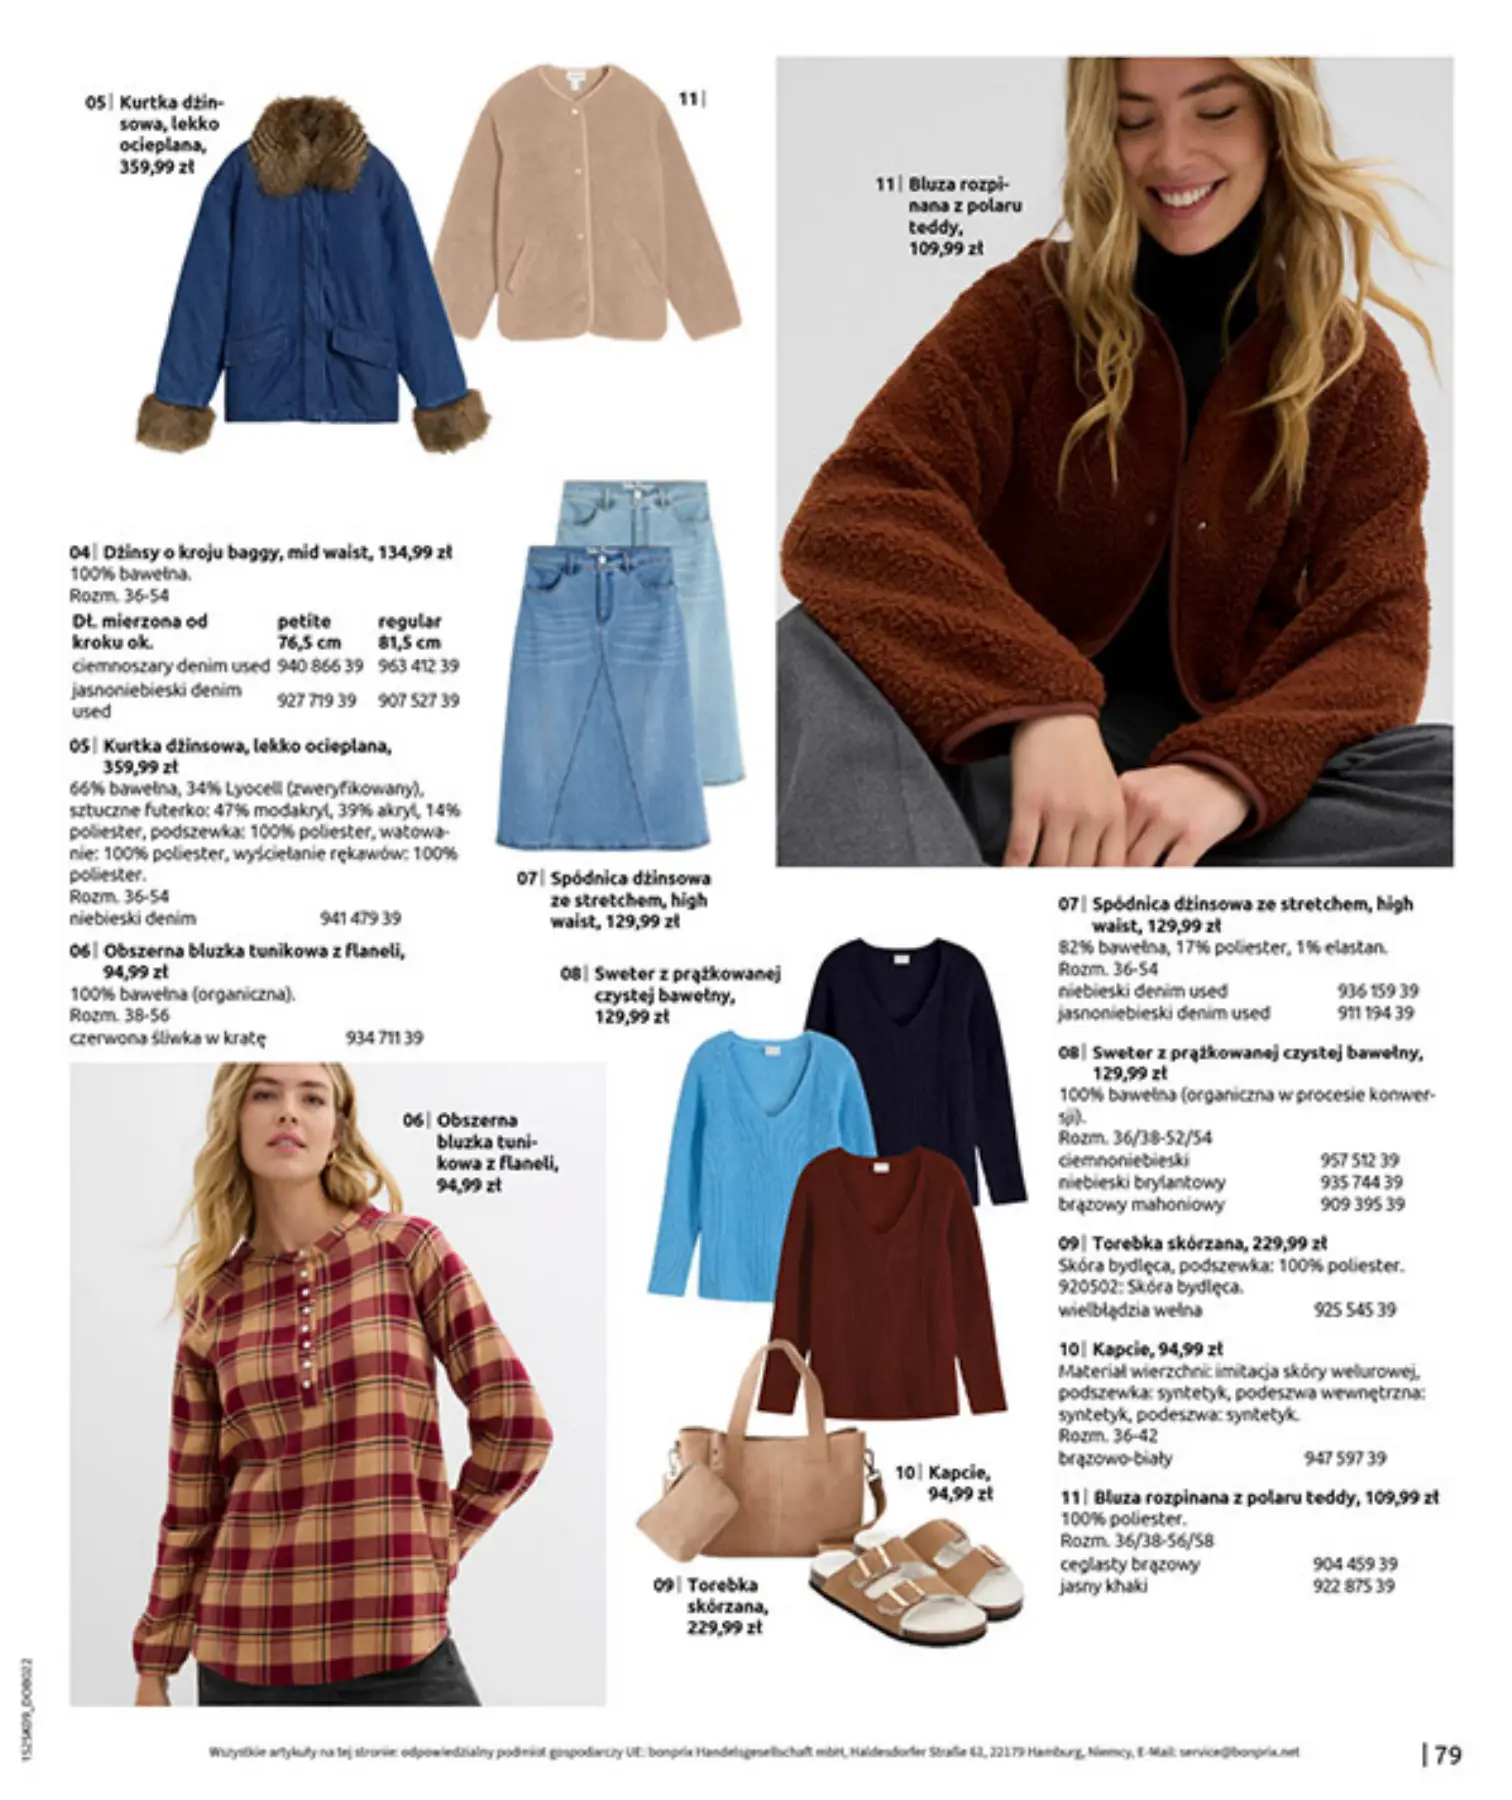 05| Kurtka dżin-
sowa, lekko
ocieplana,
359,99 zł
11|
11| Bluza rozpi-
nana z polaru
teddy,
109,99 zł
04| Dżinsy o kroju baggy, mid waist, 134,99 zł
100% bawełna.
Rozm. 36-54
Dł. mierzona od petite regular
kroku ok. 76,5 cm 81,5 cm
ciemnoszary denim used 940 866 39 963 412 39
jasnoniebieski denim
used 927 719 39 907 527 39
05| Kurtka dżinsowa, lekko ocieplana,
359,99 zł
66% bawełna, 34% Lyocell (zweryfikowany),
sztuczne futerko: 47% modakryl, 39% akryl, 14%
poliester, podszewka: 100% poliester, watowa-
nie: 100% poliester, wyściełanie rękawów: 100%
poliester.
Rozm. 36-54
niebieski denim 941 479 39
06| Obszerna bluzka tunikowa z flaneli,
94,99 zł
100% bawełna (organiczna).
Rozm. 38-56
czerwona śliwka w kratę 934 711 39
07| Spódnica dżinsowa
ze stretchem, high
waist, 129,99 zł
08| Sweter z prążkowanej
czystej bawełny,
129,99 zł
06| Obszerna
bluzka tuni-
kowa z flaneli,
94,99 zł
10| Kapcie,
94,99 zł
09| Torebka
skórzana,
229,99 zł
07| Spódnica dżinsowa ze stretchem, high
waist, 129,99 zł
82% bawełna, 17% poliester, 1% elastan.
Rozm. 36-54
niebieski denim used 936 159 39
jasnoniebieski denim used 911 194 39
08| Sweter z prążkowanej czystej bawełny,
129,99 zł
100% bawełna (organiczna w procesie konwer-
sji).
Rozm. 36/38-52/54
ciemnoniebieski 957 512 39
niebieski brylantowy 935 744 39
brązowy mahoniowy 909 395 39
09| Torebka skórzana, 229,99 zł
Skóra bydlęca, podszewka: 100% poliester.
920502: Skóra bydlęca.
wielbłądzia wełna 925 545 39
10| Kapcie, 94,99 zł
Materiał wierzchni: imitacja skóry welurowej,
podszewka: syntetyk, podeszwa wewnętrzna:
syntetyk, podeszwa: syntetyk.
Rozm. 36-42
brązowo-biały 947 597 39
11| Bluza rozpinana z polaru teddy, 109,99 zł
100% poliester.
Rozm. 36/38-56/58
ceglasty brązowy 904 459 39
jasny khaki 922 875 39
1525K09_DOB022
Wszystkie artykuły na tej stronie: odpowiedzialny podmiot gospodarczy UE: bonprix Handelsgesellschaft mbH, Haldesdorfer Straße 61, 22179 Hamburg, Niemcy, E-Mail: service@bonprix.net
| 79